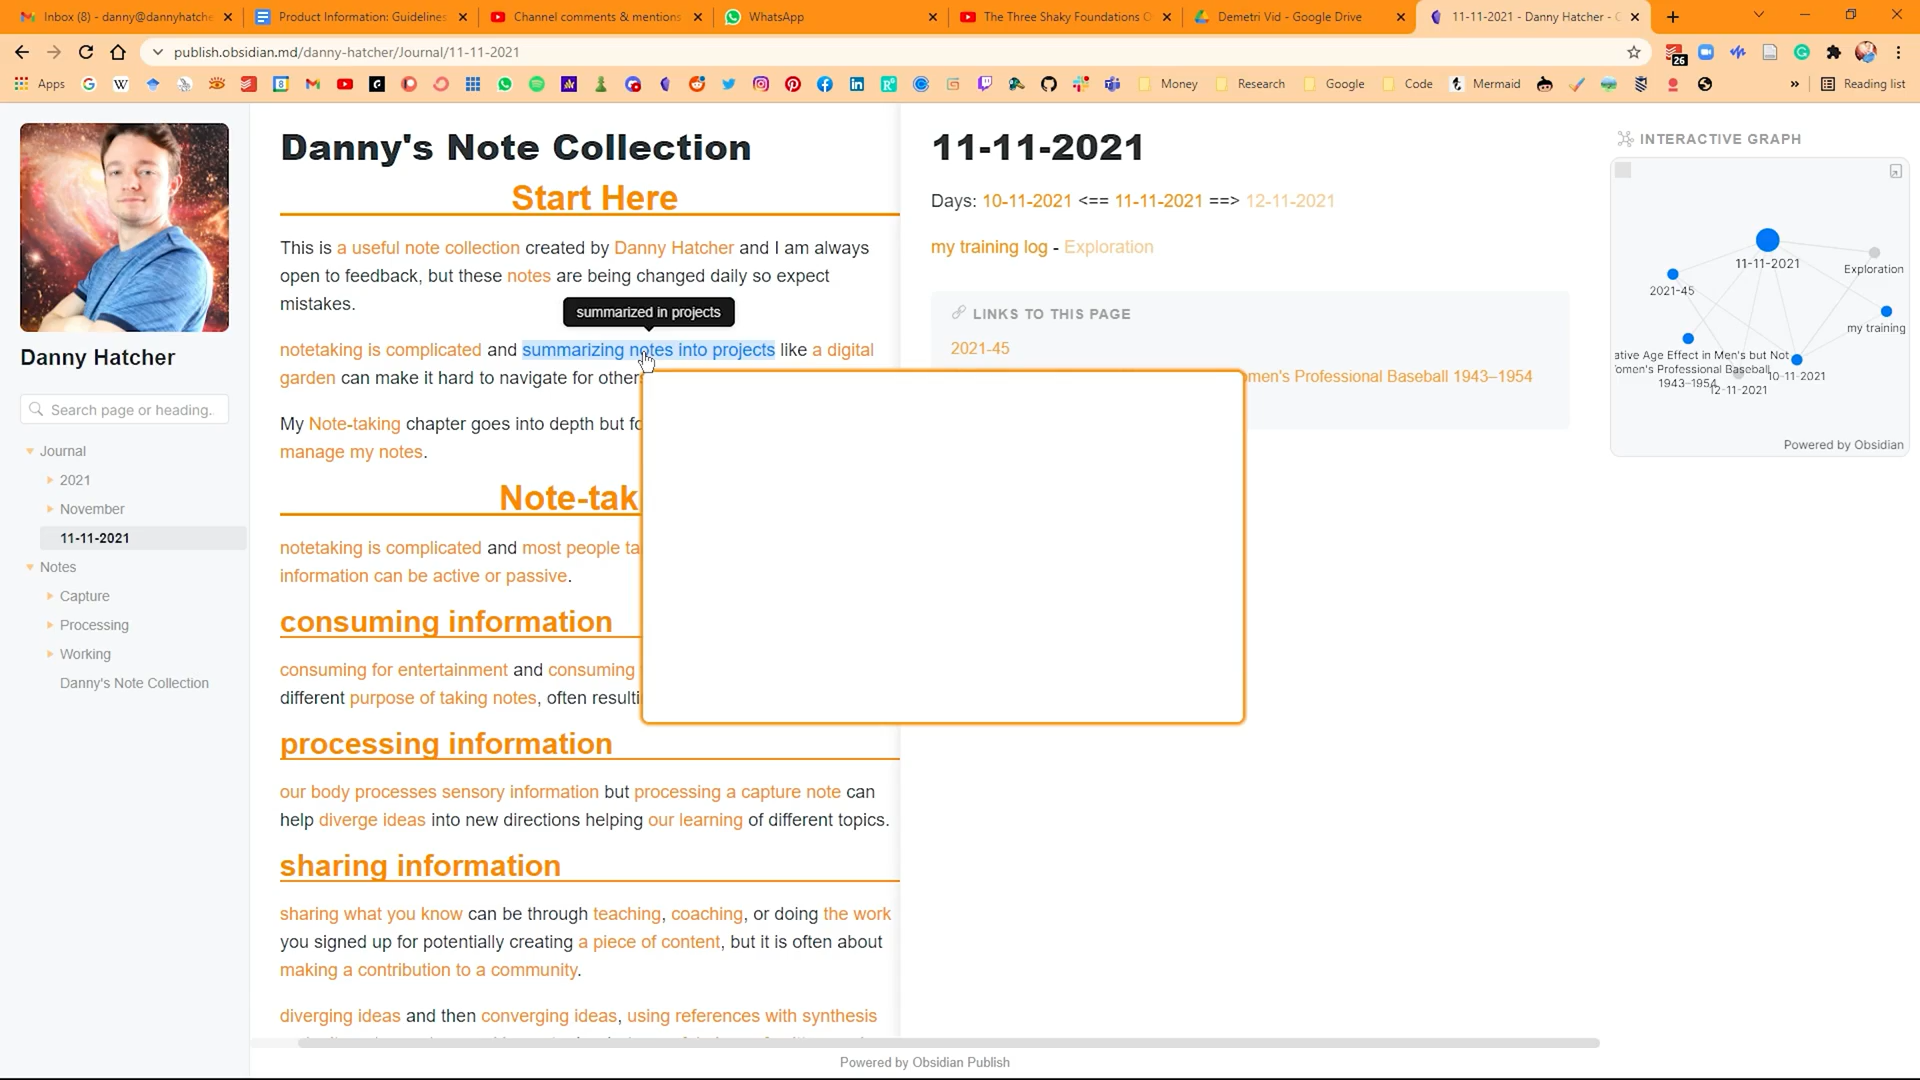 Inbox (8) - danny@dannyhatche
Product Information: Guidelines
Channel comments & mentions
WhatsApp
The Three Shaky Foundations O
Demetri Vid - Google Drive
11-11-2021 - Danny Hatcher -
publish.obsidian.md/danny-hatcher/Journal/11-11-2021
26
Apps
Money
Research
Google
Code
Mermaid
Reading list
Danny Hatcher
Search page or heading..
Journal
2021
November
11-11-2021
Notes
Capture
Processing
Working
Danny's Note Collection
Danny's Note Collection
Start Here
This is a useful note collection created by Danny Hatcher and I am always
open to feedback, but these notes are being changed daily so expect
mistakes.
summarized in projects
notetaking is complicated and summarizing notes into projects like a digital
garden can make it hard to navigate for other
My Note-taking chapter goes into depth but fo
manage my notes.
Note-tak
notetaking is complicated and most people ta
information can be active or passive.
consuming information
consuming for entertainment and consuming
different purpose of taking notes, often resulti
processing information
our body processes sensory information but processing a capture note can
help diverge ideas into new directions helping our learning of different topics.
sharing information
sharing what you know can be through teaching, coaching, or doing the work
you signed up for potentially creating a piece of content, but it is often about
making a contribution to a community.
diverging ideas and then converging ideas, using references with synthesis
11-11-2021
Days: 10-11-2021 <== 11-11-2021 ==> 12-11-2021
my training log - Exploration
LINKS TO THIS PAGE
2021-45
omen's Professional Baseball 1943–1954
INTERACTIVE GRAPH
11-11-2021
Exploration
2021-45
my training
ative Age Effect in Men's but Not
'omen's Professional Baseball
1943–1954
10-11-2021
12-11-2021
Powered by Obsidian
Powered by Obsidian Publish